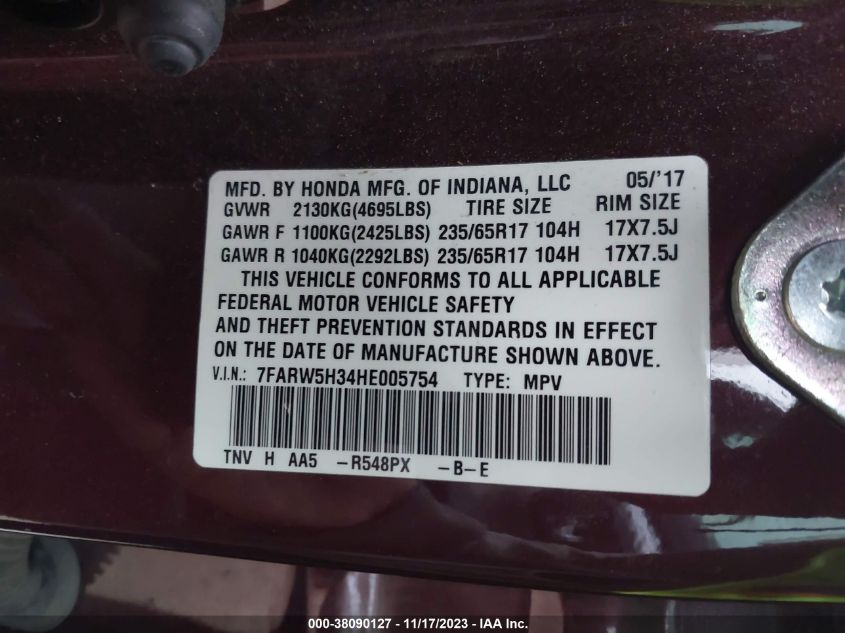 MFD. BY HONDA MFG. OF INDIANA, LLC 05/'17
GVWR 2130KG(4695LBS) TIRE SIZE RIM SIZE
GAWR F 1100KG(2425LBS) 235/65R17 104H 17X7.5J
GAWR R 1040KG(2292LBS) 235/65R17 104H 17X7.5J
THIS VEHICLE CONFORMS TO ALL APPLICABLE
FEDERAL MOTOR VEHICLE SAFETY
AND THEFT PREVENTION STANDARDS IN EFFECT
ON THE DATE OF MANUFACTURE SHOWN ABOVE.
V.I.N.: 7FARW5H34HE005754 TYPE: MPV
TNV H AA5 -R548PX -B-E
000-38090127 - 11/17/2023 - IAA Inc.